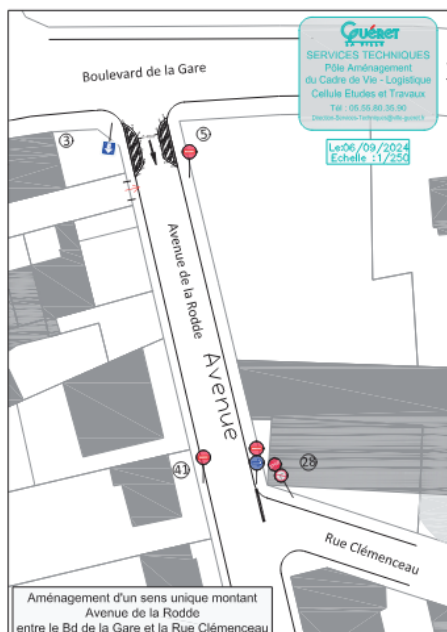 Guéret
LA VILLE
SERVICES TECHNIQUES
Pôle Aménagement
du Cadre de Vie - Logistique
Cellule Etudes et Travaux
Tél : 05.55.80.36.90
Le:06/09/2024
Echelle :1/250
Boulevard de la Gare
3
5
Avenue de la Rodde
Avenue
41
28
Rue Clémenceau
Aménagement d'un sens unique montant
Avenue de la Rodde
entre le Bd de la Gare et la Rue Clémenceau